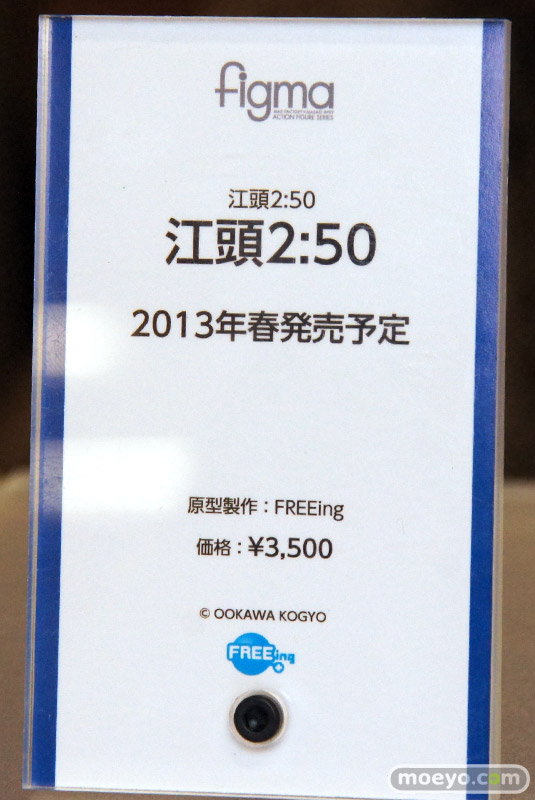 figma
MAX FACTORY × MASAKI APSY
ACTION FIGURE SERIES
江頭2:50
江頭2:50
2013年春発売予定
原型製作：FREEing
価格：¥3,500
© OOKAWA KOGYO
FREEing
moeyo.com